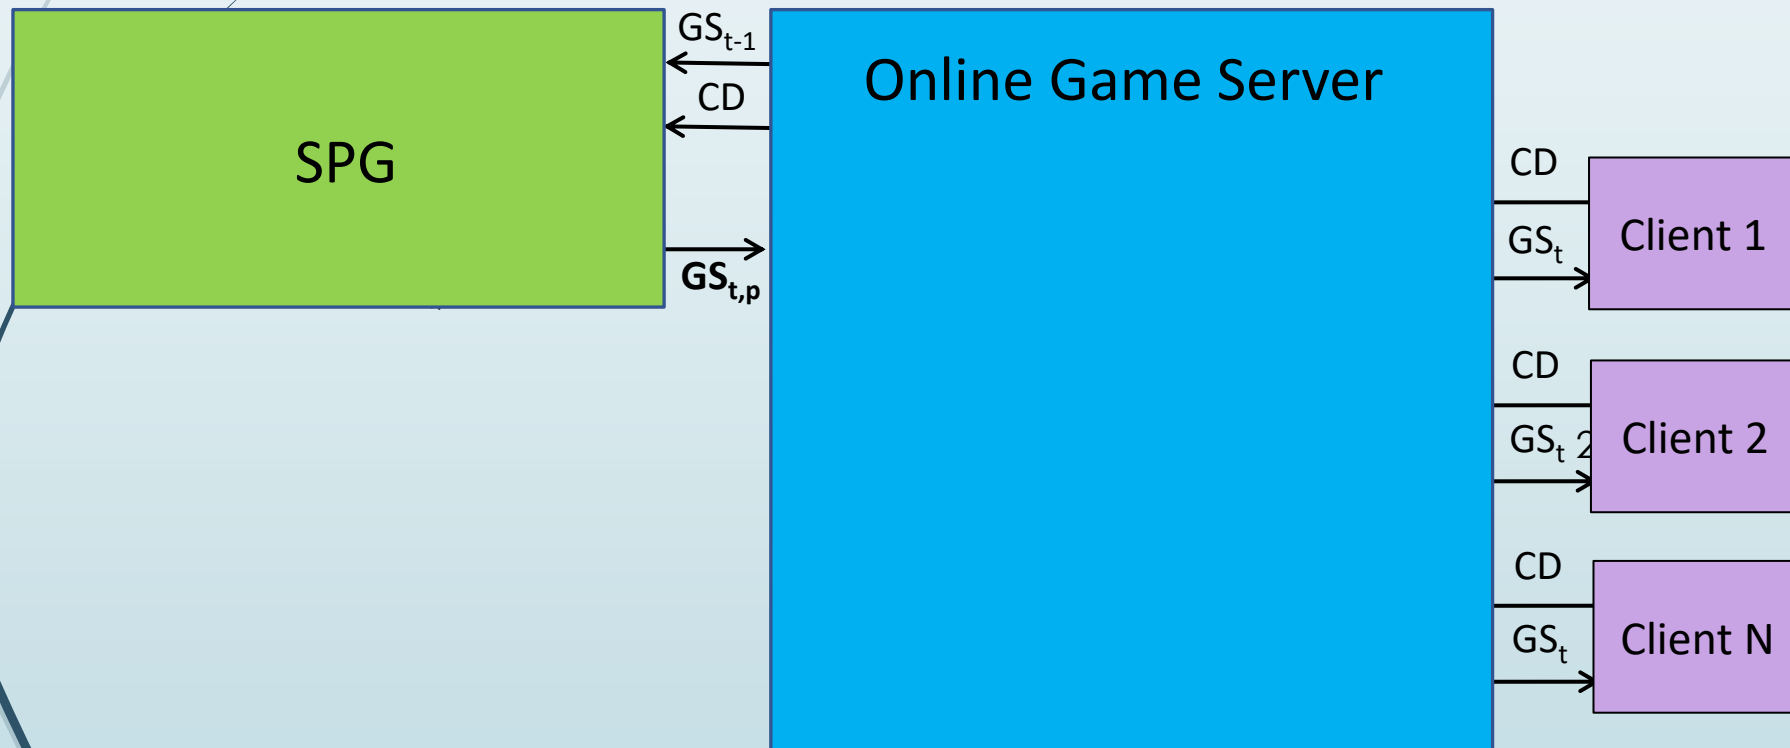 GSt-1
CD
SPG
GSt,p
Online Game Server
CD
GSt
Client 1
CD
GSt 2
Client 2
CD
GSt
Client N